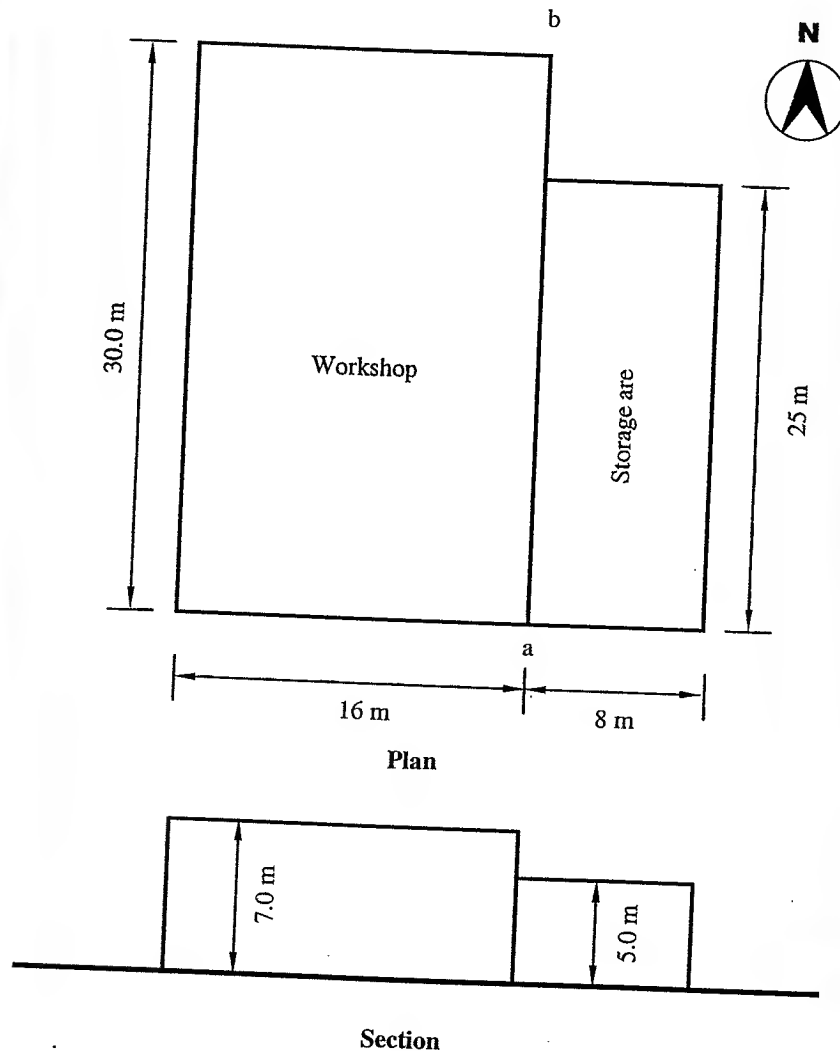 b
N
30.0 m
Workshop
Storage are
25 m
a
16 m
8 m
Plan
7.0 m
5.0 m
Section